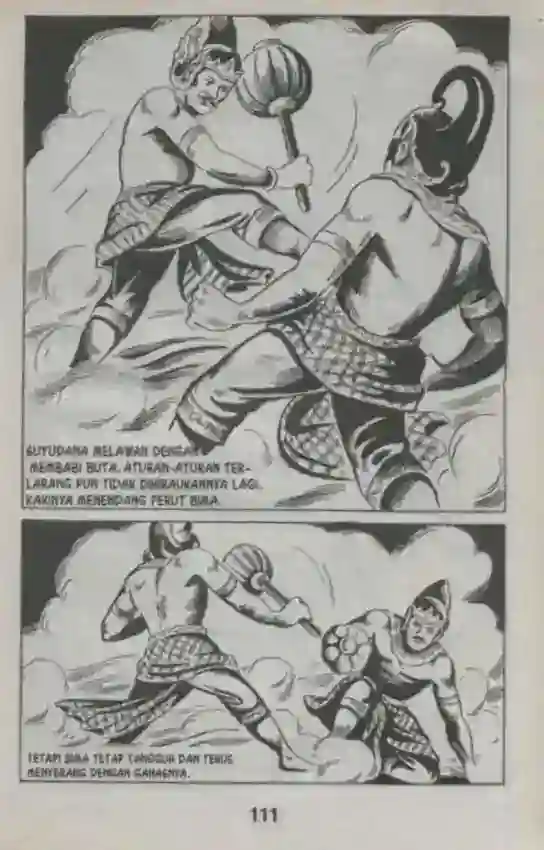 SUYUDANA MELAWAN DENGAN
MEMBABI BUTA. ATURAN-ATURAN TER-
LARANG PUN TIDAK DIHIRAUKANNYA LAGI.
KAKINYA MENENDANG PERUT BIMA.
TETAPI BIMA TETAP TANGGUH DAN TERUS
MENYERANG DENGAN GANASNYA.
111